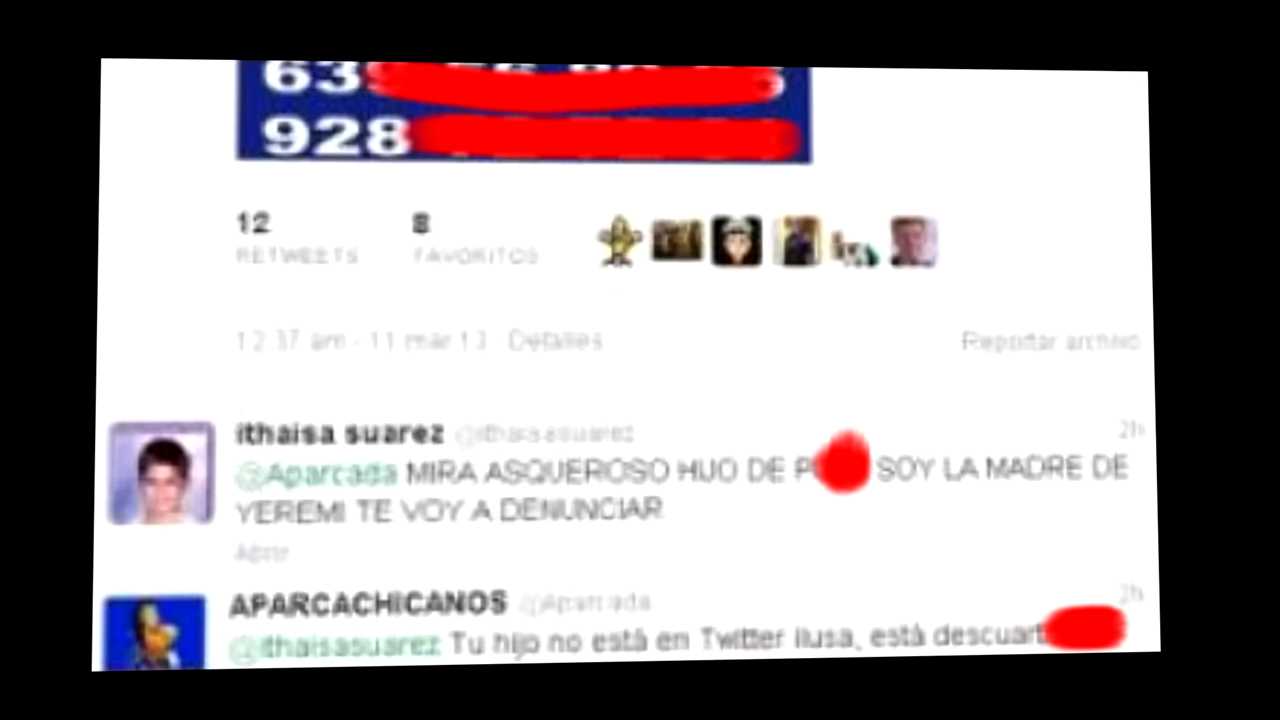 63
928
12 8
RETWEETS FAVORITOS
12:37 am - 11 mar 13 Detalles Reportar archivo
ithaisa suarez @ithaisasuarez 2h
@Aparcada MIRA ASQUEROSO HIJO DE P SOY LA MADRE DE
YEREMI TE VOY A DENUNCIAR
Abrir
APARCACHICANOS @Aparcada 2h
@ithaisasuarez Tu hijo no está en Twitter ilusa, está descuart